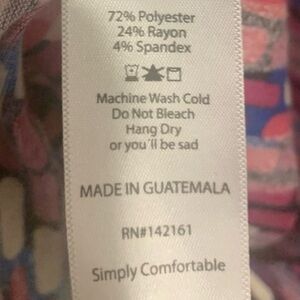 72% Polyester
24% Rayon
4% Spandex
Machine Wash Cold
Do Not Bleach
Hang Dry
or you'll be sad
MADE IN GUATEMALA
RN#142161
Simply Comfortable